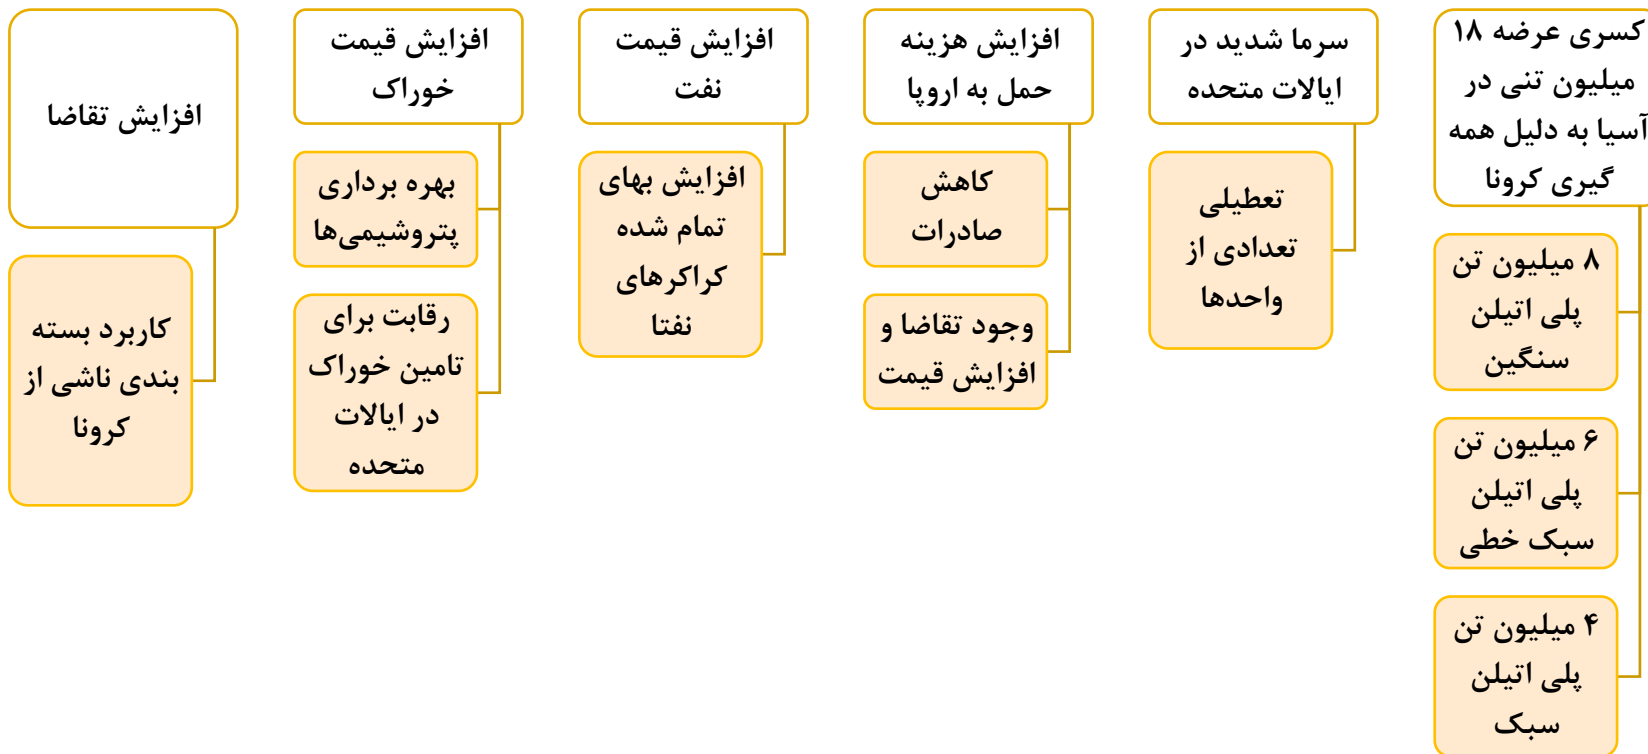 کسری عرضه ۱۸
میلیون تنی در
آسیا به دلیل همه
گیری کرونا
۸ میلیون تن
پلی اتیلن
سنگین
۶ میلیون تن
پلی اتیلن
سبک خطی
۴ میلیون تن
پلی اتیلن
سبک
سرما شدید در
ایالات متحده
تعطیلی
تعدادی از
واحدها
افزایش هزینه
حمل به اروپا
کاهش
صادرات
وجود تقاضا و
افزایش قیمت
افزایش قیمت
نفت
افزایش بهای
تمام شده
کراکرهای
نفتا
افزایش قیمت
خوراک
بهره برداری
پتروشیمی‌ها
رقابت برای
تامین خوراک
در ایالات
متحده
افزایش تقاضا
کاربرد بسته
بندی ناشی از
کرونا